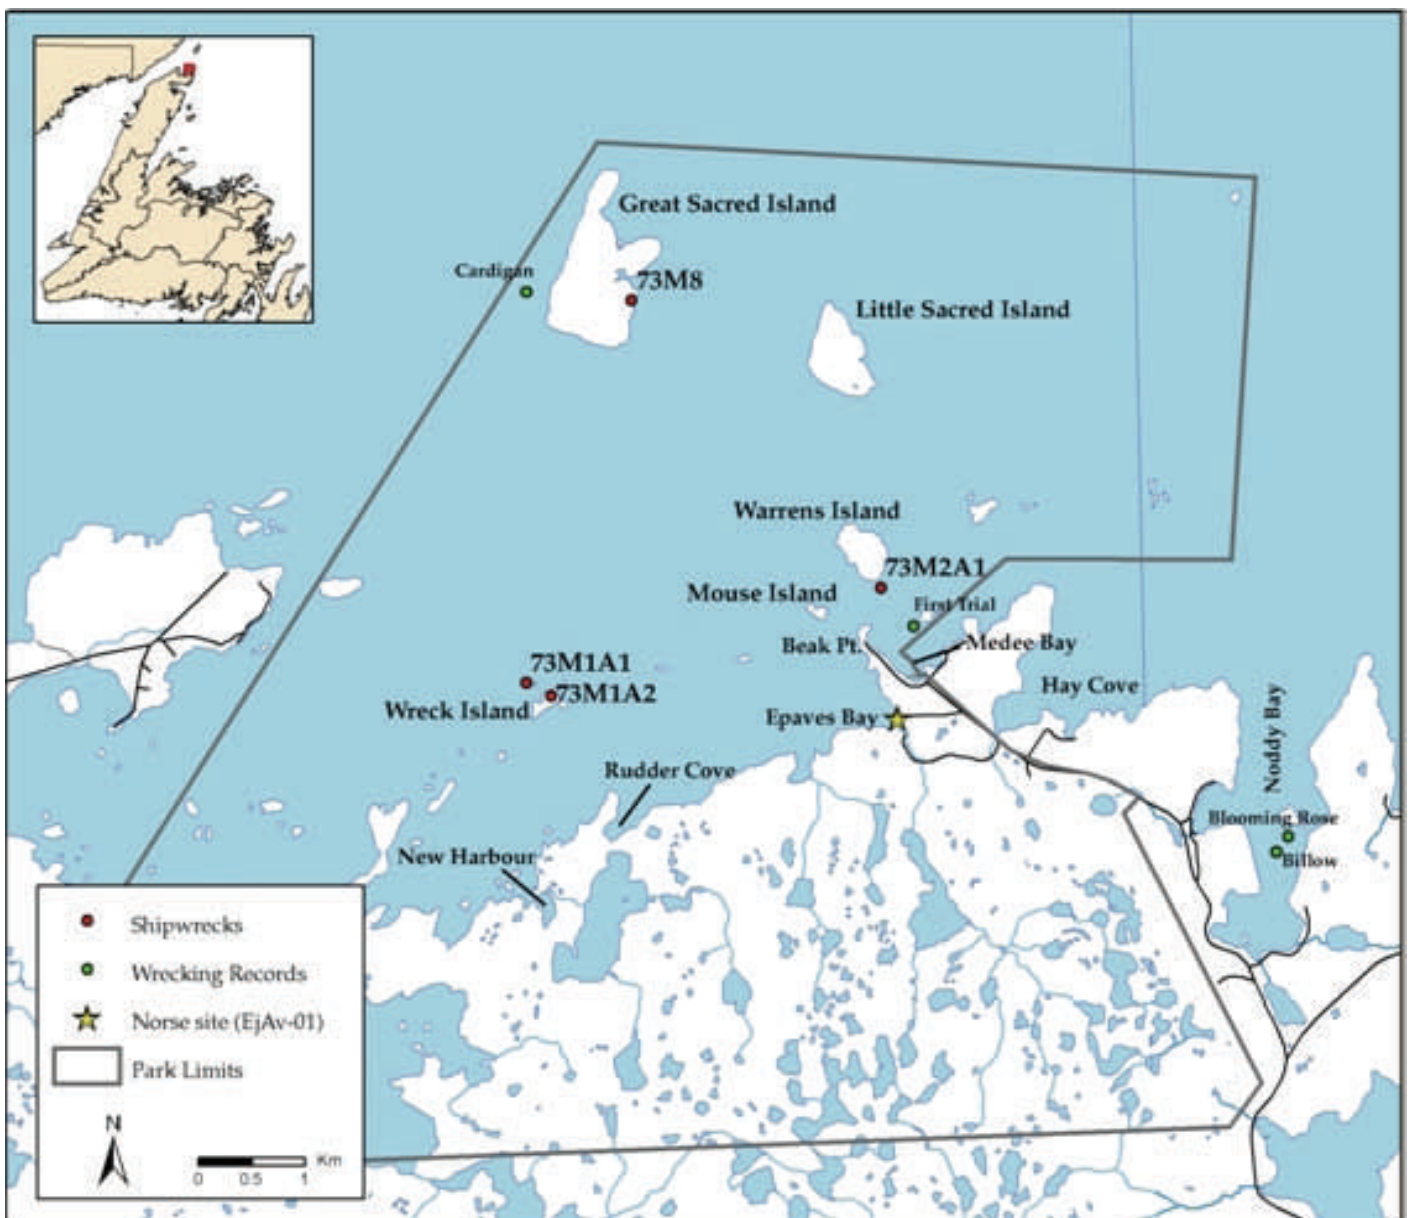 Great Sacred Island
Cardigan
73M8
Little Sacred Island
Warrens Island
73M2A1
Mouse Island
First Trial
Beak Pt.
Medee Bay
73M1A1
73M1A2
Hay Cove
Wreck Island
Epaves Bay
Noddy Bay
Rudder Cove
Blooming Rose
New Harbour
Billow
Shipwrecks
Wrecking Records
Norse site (EjAv-01)
Park Limits
N
Km
0 0.5 1